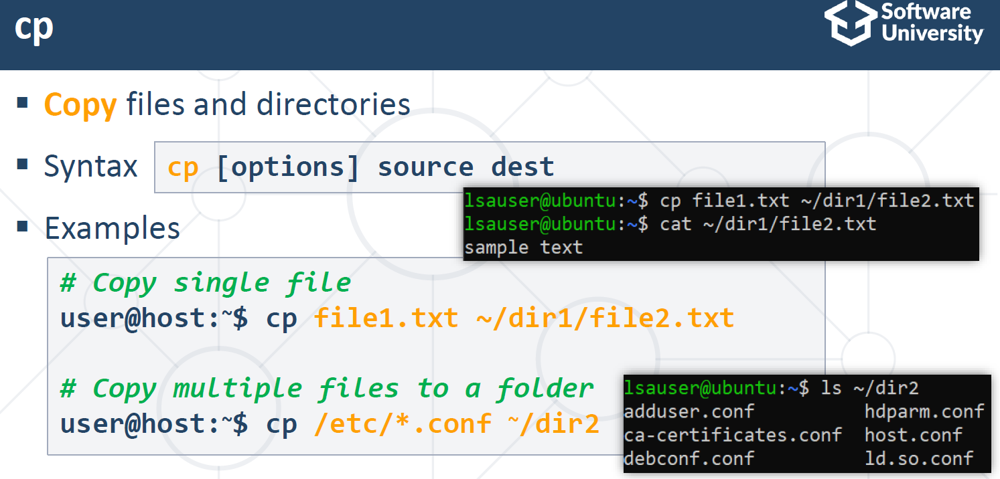 cp
Software
University
Copy files and directories
Syntax
cp [options] source dest
lsauser@ubuntu:~$ cp file1.txt ~/dir1/file2.txt
lsauser@ubuntu:~$ cat ~/dir1/file2.txt
sample text
Examples
# Copy single file
user@host:~$ cp file1.txt ~/dir1/file2.txt
# Copy multiple files to a folder
user@host:~$ cp /etc/*.conf ~/dir2
lsauser@ubuntu:~$ ls ~/dir2
adduser.conf hdparm.conf
ca-certificates.conf host.conf
debconf.conf ld.so.conf